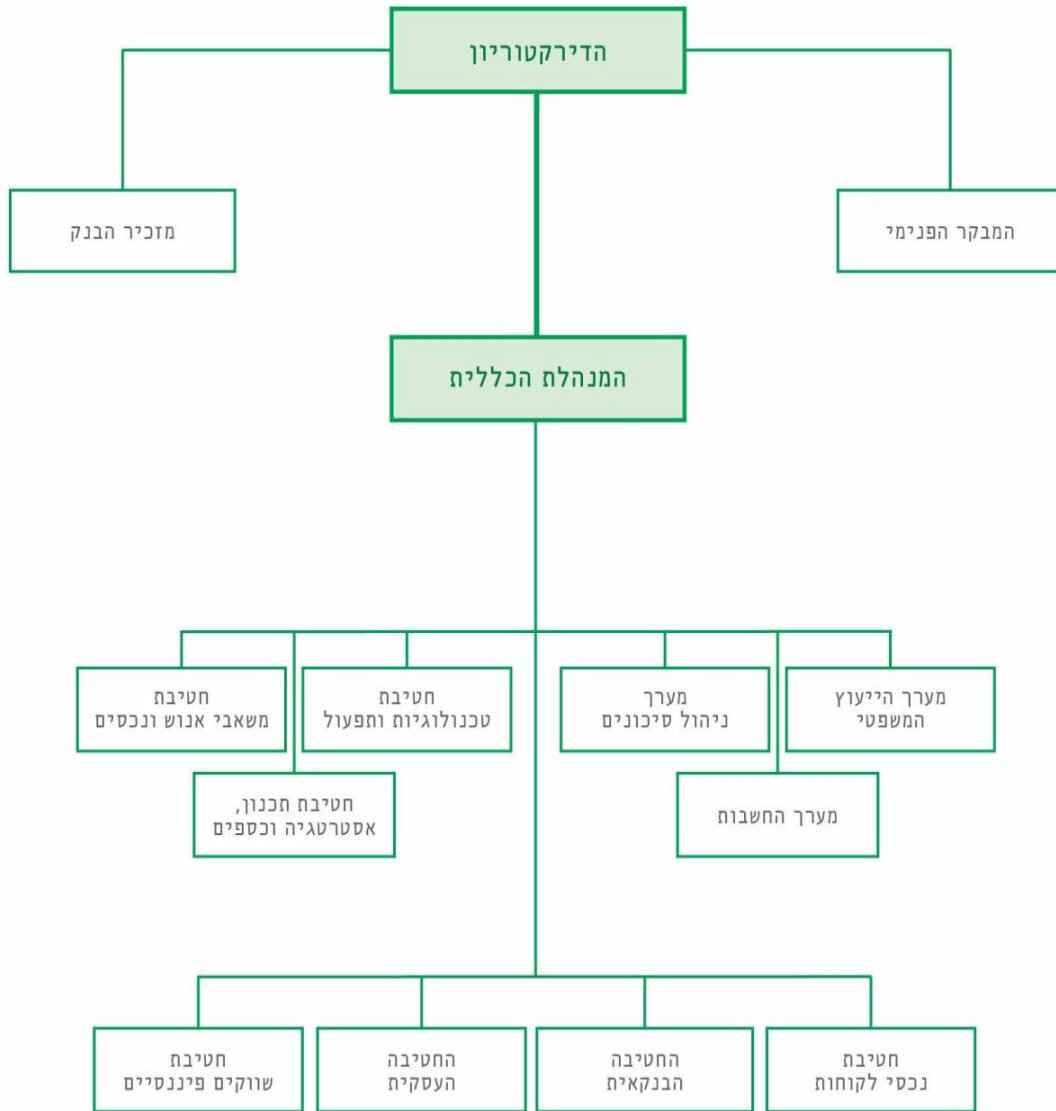 הדירקטוריון
המבקר הפנימי
מזכיר הבנק
המנהלת הכללית
מערך הייעוץ
המשפטי
מערך
ניהול סיכונים
חטיבת
טכנולוגיות ותפעול
חטיבת
משאבי אנוש ונכסים
מערך החשבות
חטיבת תכנון,
אסטרטגיה וכספים
חטיבת
נכסי לקוחות
החטיבה
הבנקאית
החטיבה
העסקית
חטיבת
שווקים פיננסיים